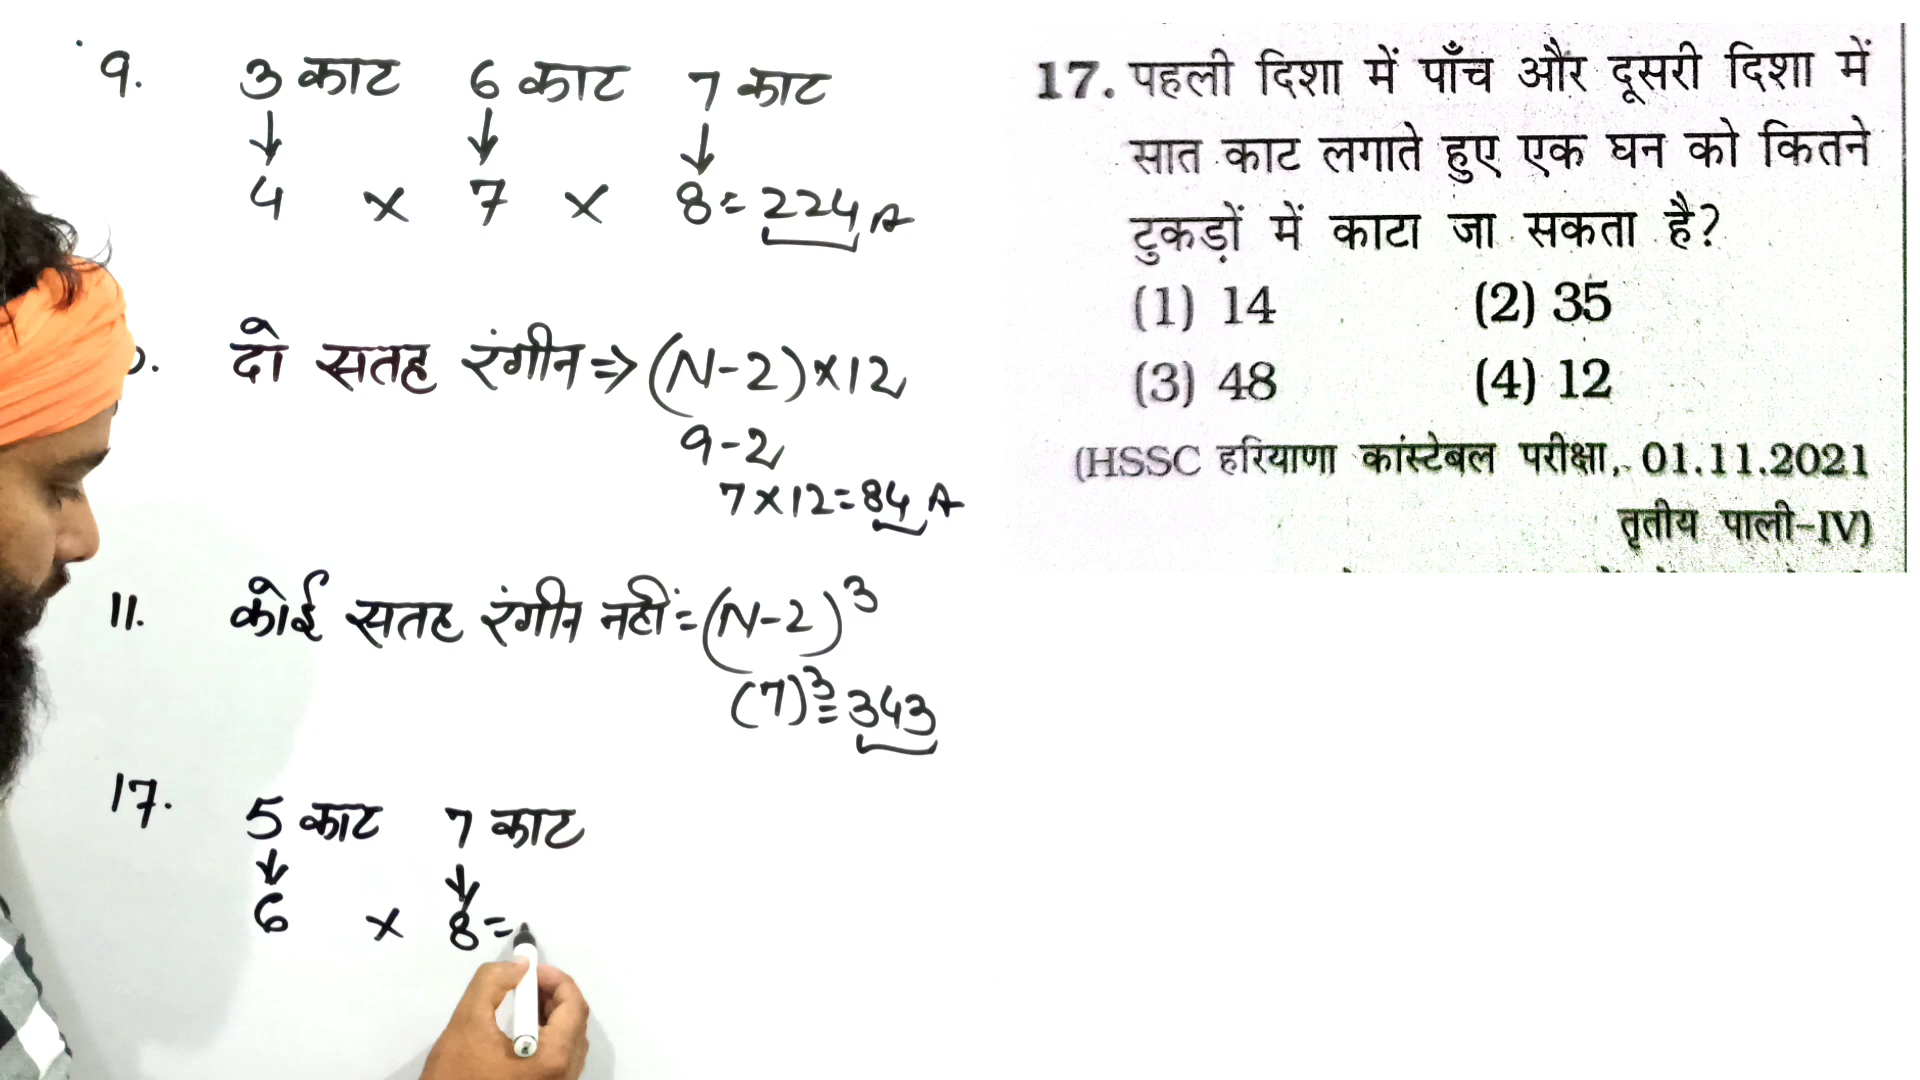 9. 3 काट 6 काट 7 काट
↓ ↓ ↓
4 x 7 x 8 = 224 A
. दो सतह रंगीन ⇒ (N-2)×12
9-2
7×12=84 A
11. कोई सतह रंगीन नहीं = (N-2)³
(7)³ = 343
17. 5 काट 7 काट
↓ ↓
6 x 8 =
17. पहली दिशा में पाँच और दूसरी दिशा में
सात काट लगाते हुए एक घन को कितने
टुकड़ों में काटा जा सकता है?
(1) 14 (2) 35
(3) 48 (4) 12
(HSSC हरियाणा कांस्टेबल परीक्षा, 01.11.2021
तृतीय पाली-IV)